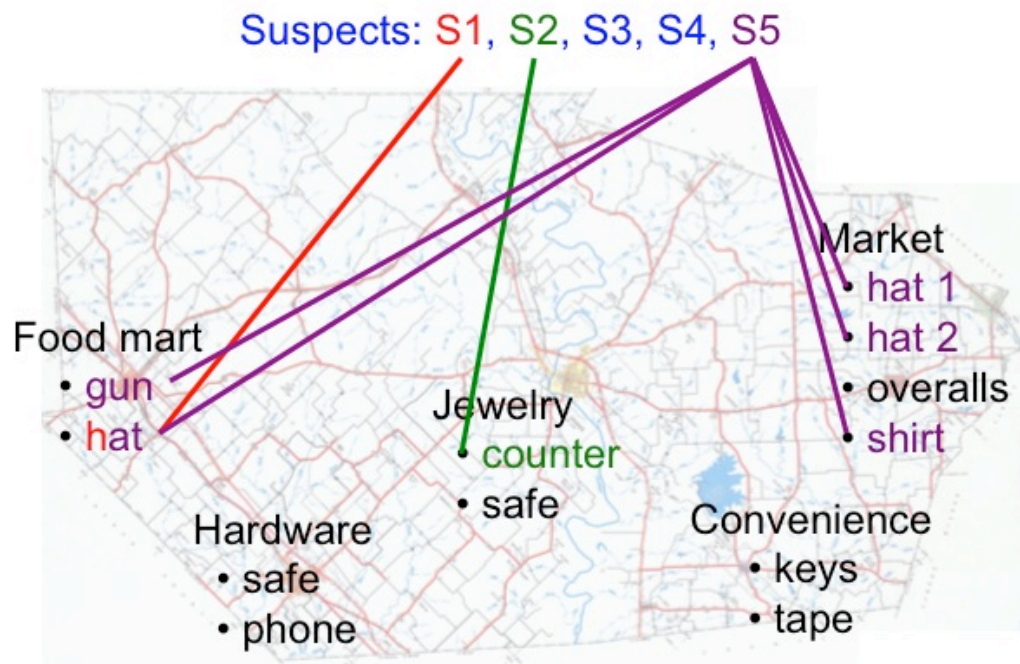 Suspects: S1, S2, S3, S4, S5
Market
• hat 1
• hat 2
• overalls
• shirt
Food mart
• gun
• hat
Jewelry
• counter
• safe
Hardware
• safe
• phone
Convenience
• keys
• tape